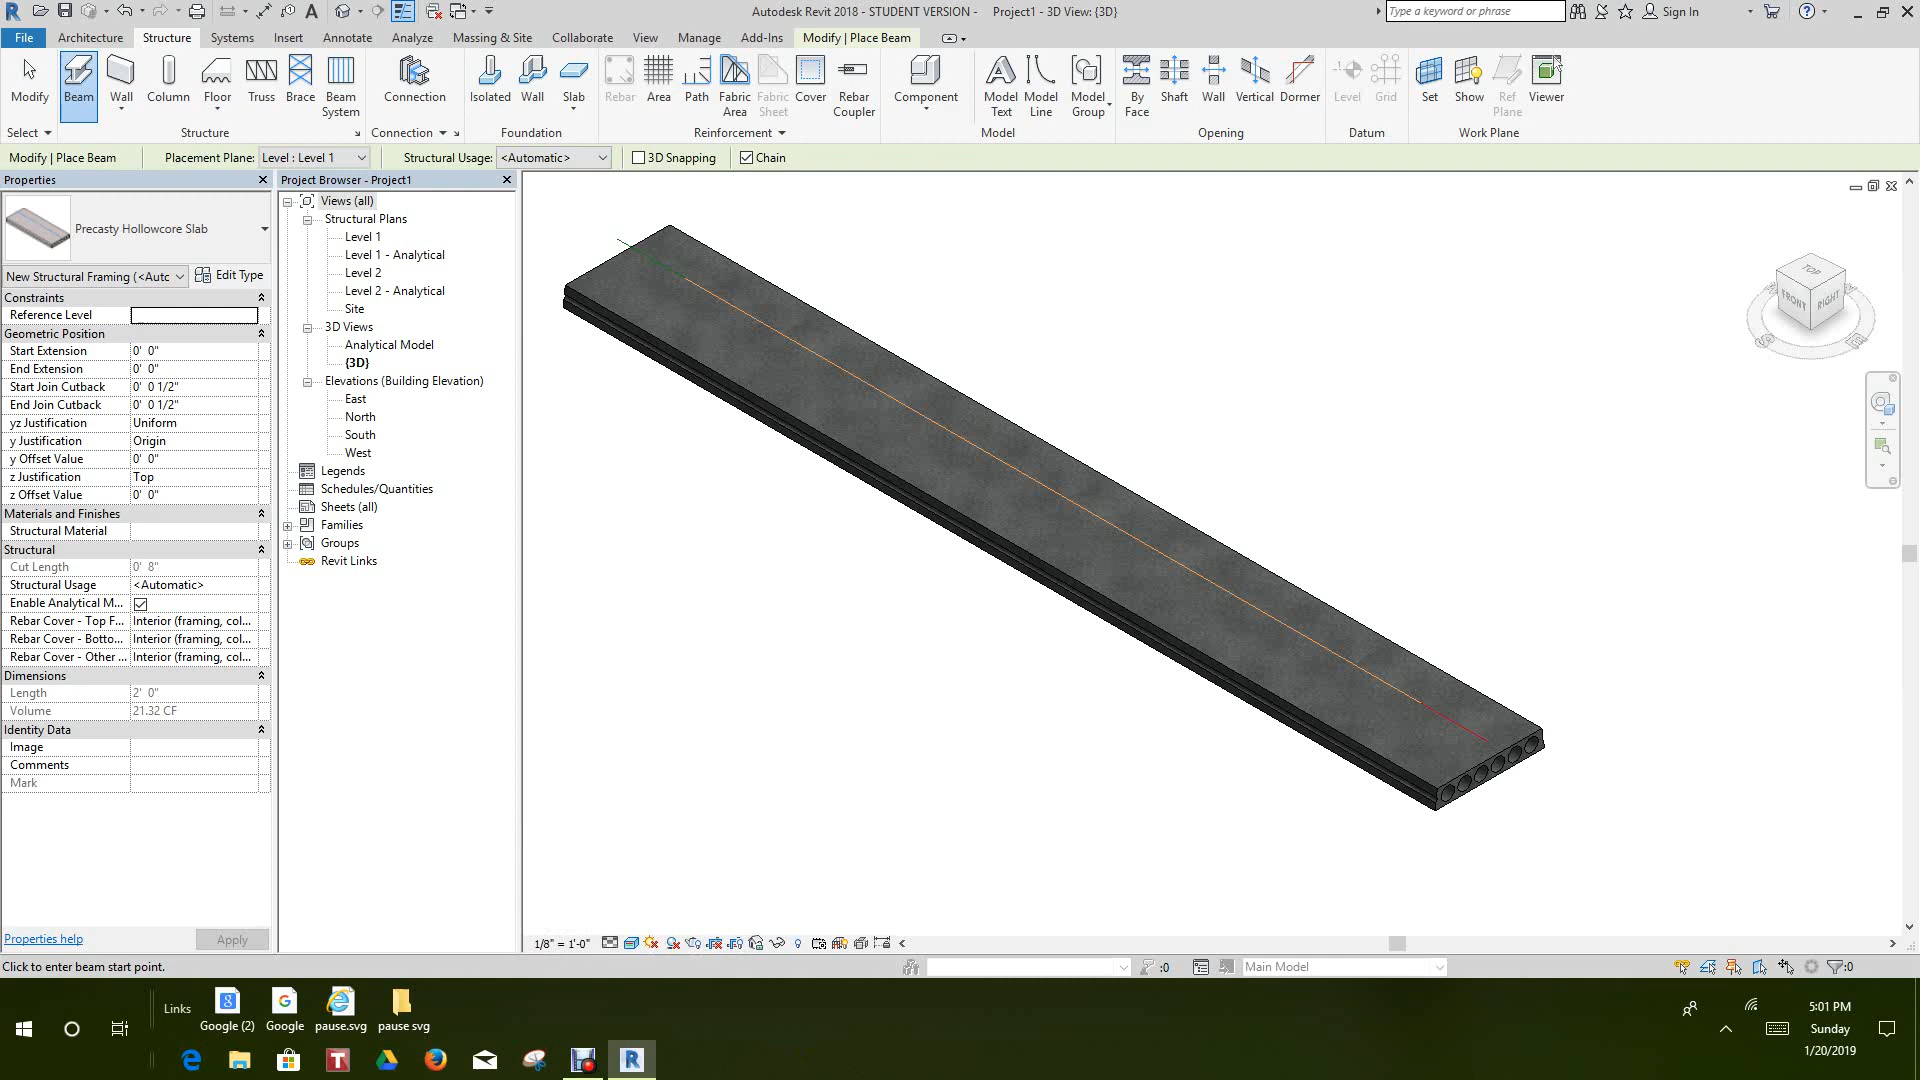 Autodesk Revit 2018 - STUDENT VERSION - Project1 - 3D View: {3D}
Type a keyword or phrase
Sign In
File Architecture Structure Systems Insert Annotate Analyze Massing & Site Collaborate View Manage Add-Ins Modify | Place Beam
Modify Beam Wall Column Floor Truss Brace Beam System Connection Isolated Wall Slab Rebar Area Path Fabric Area Fabric Sheet Cover Rebar Coupler Component Model Text Model Line Model Group By Face Shaft Wall Vertical Dormer Level Grid Set Show Ref Plane Viewer
Select Structure Connection Foundation Reinforcement Model Opening Datum Work Plane
Modify | Place Beam Placement Plane: Level : Level 1 Structural Usage: <Automatic> 3D Snapping Chain
Properties
Precasty Hollowcore Slab
New Structural Framing (<Autc Edit Type
Constraints
Reference Level
Geometric Position
Start Extension 0' 0"
End Extension 0' 0"
Start Join Cutback 0' 0 1/2"
End Join Cutback 0' 0 1/2"
yz Justification Uniform
y Justification Origin
y Offset Value 0' 0"
z Justification Top
z Offset Value 0' 0"
Materials and Finishes
Structural Material
Structural
Cut Length 0' 8"
Structural Usage <Automatic>
Enable Analytical M...
Rebar Cover - Top F... Interior (framing, col...
Rebar Cover - Botto... Interior (framing, col...
Rebar Cover - Other ... Interior (framing, col...
Dimensions
Length 2' 0"
Volume 21.32 CF
Identity Data
Image
Comments
Mark
Properties help Apply
Project Browser - Project1
Views (all)
Structural Plans
Level 1
Level 1 - Analytical
Level 2
Level 2 - Analytical
Site
3D Views
Analytical Model
{3D}
Elevations (Building Elevation)
East
North
South
West
Legends
Schedules/Quantities
Sheets (all)
Families
Groups
Revit Links
TOP
FRONT RIGHT
1/8" = 1'-0"
Click to enter beam start point.
:0
Main Model
:0
Links
Google (2) Google pause.svg pause svg
5:01 PM
Sunday
1/20/2019